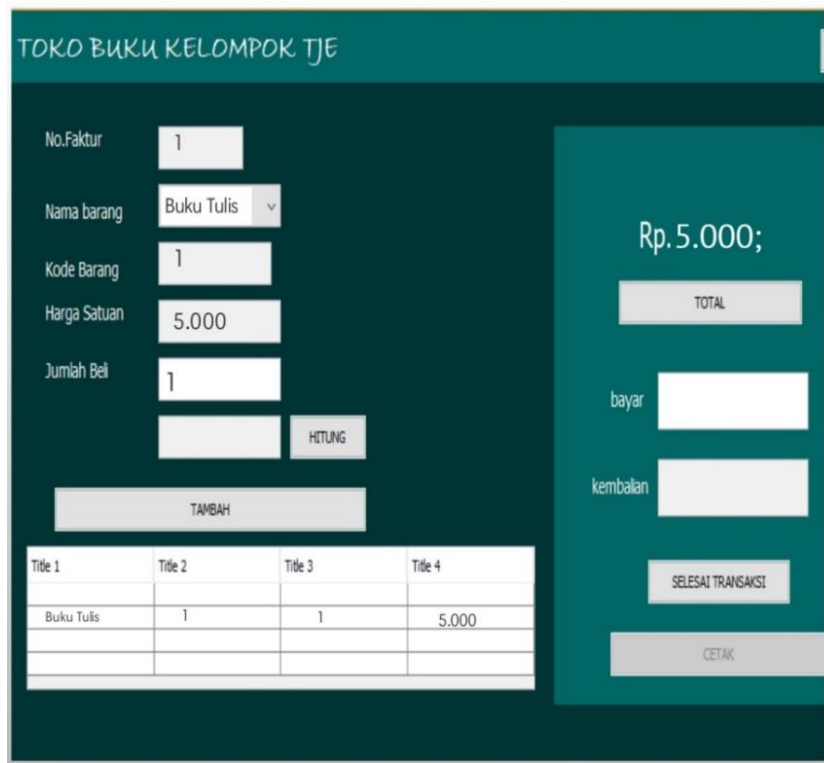 TOKO BUKU KELOMPOK TJE
No.Faktur 1
Nama barang Buku Tulis
Kode Barang 1
Harga Satuan 5.000
Jumlah Beli 1
HITUNG
TAMBAH
Title 1 Title 2 Title 3 Title 4
Buku Tulis 1 1 5.000
Rp. 5.000;
TOTAL
bayar
kembalian
SELESAI TRANSAKSI
CETAK